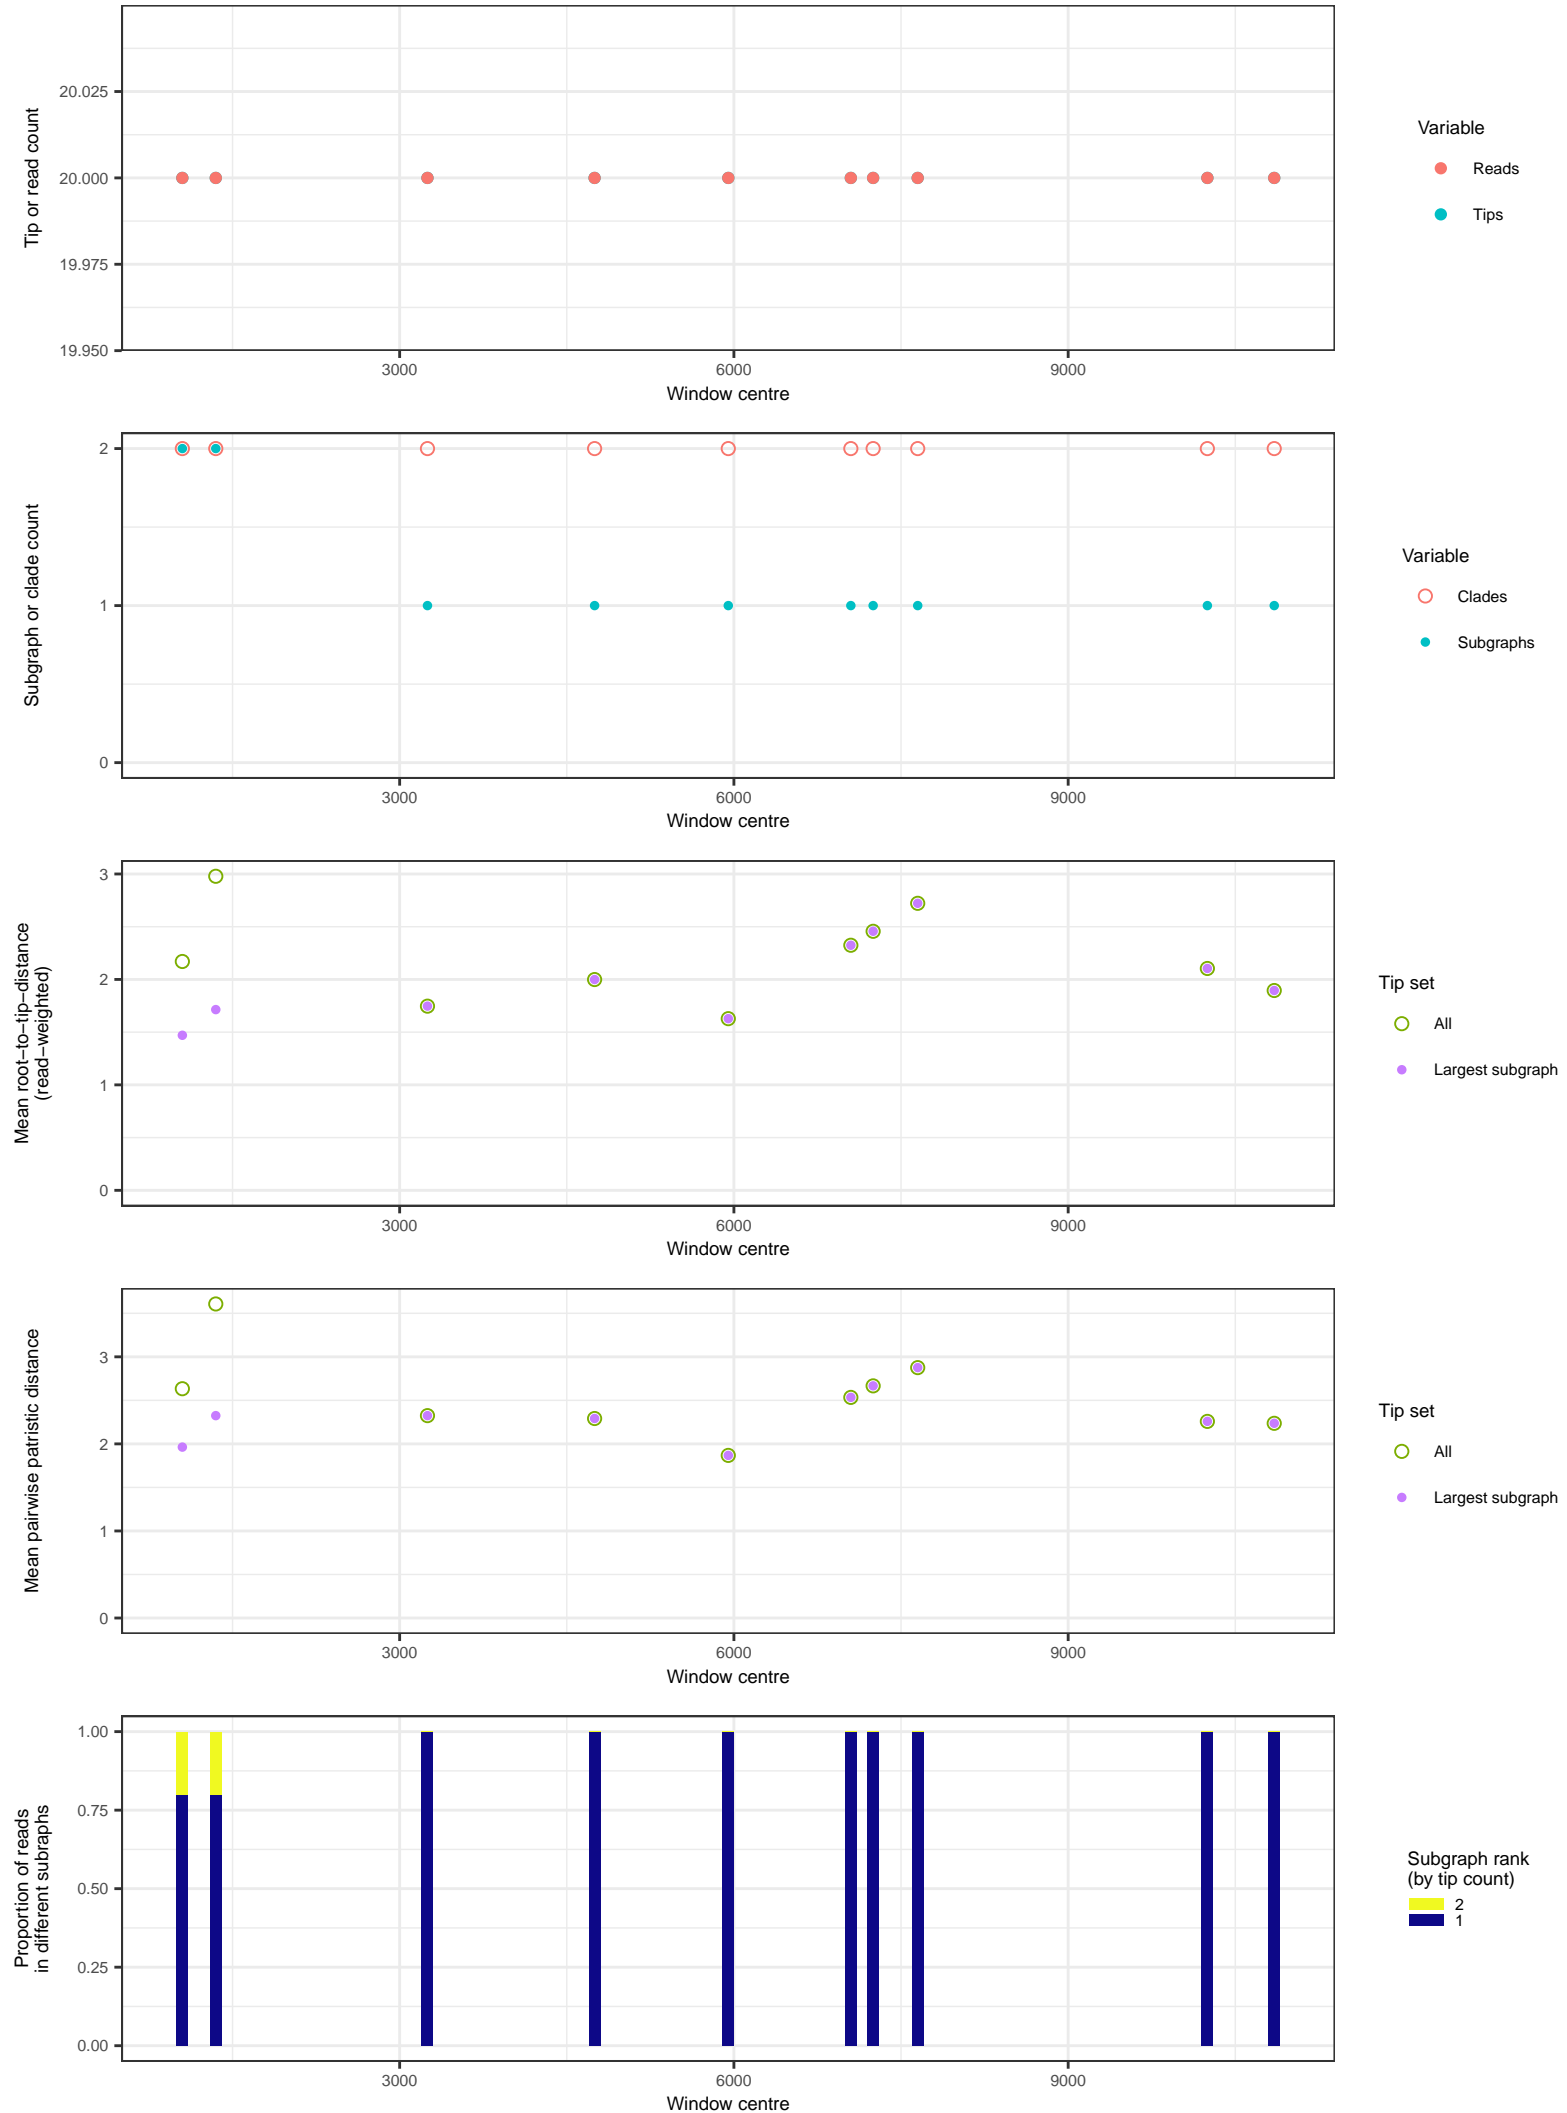 Tip or read count
20.025
20.000
19.975
19.950
3000
6000
9000
Window centre
Variable
Reads
Tips
Subgraph or clade count
2
1
0
3000
6000
9000
Window centre
Variable
Clades
Subgraphs
Mean root−to−tip−distance
(read−weighted)
3
2
1
0
3000
6000
9000
Window centre
Tip set
All
Largest subgraph
Mean pairwise patristic distance
3
2
1
0
3000
6000
9000
Window centre
Tip set
All
Largest subgraph
Proportion of reads
in different subraphs
1.00
0.75
0.50
0.25
0.00
3000
6000
9000
Window centre
Subgraph rank
(by tip count)
2
1